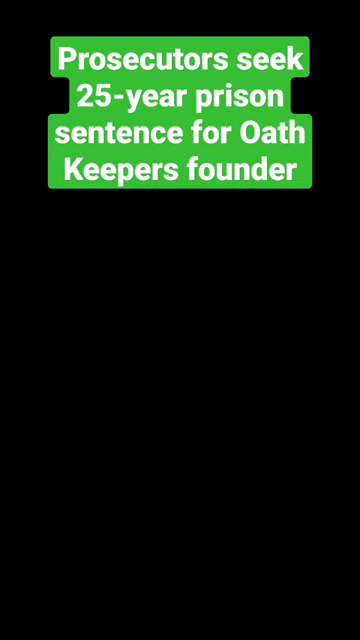 Prosecutors seek
25-year prison
sentence for Oath
Keepers founder